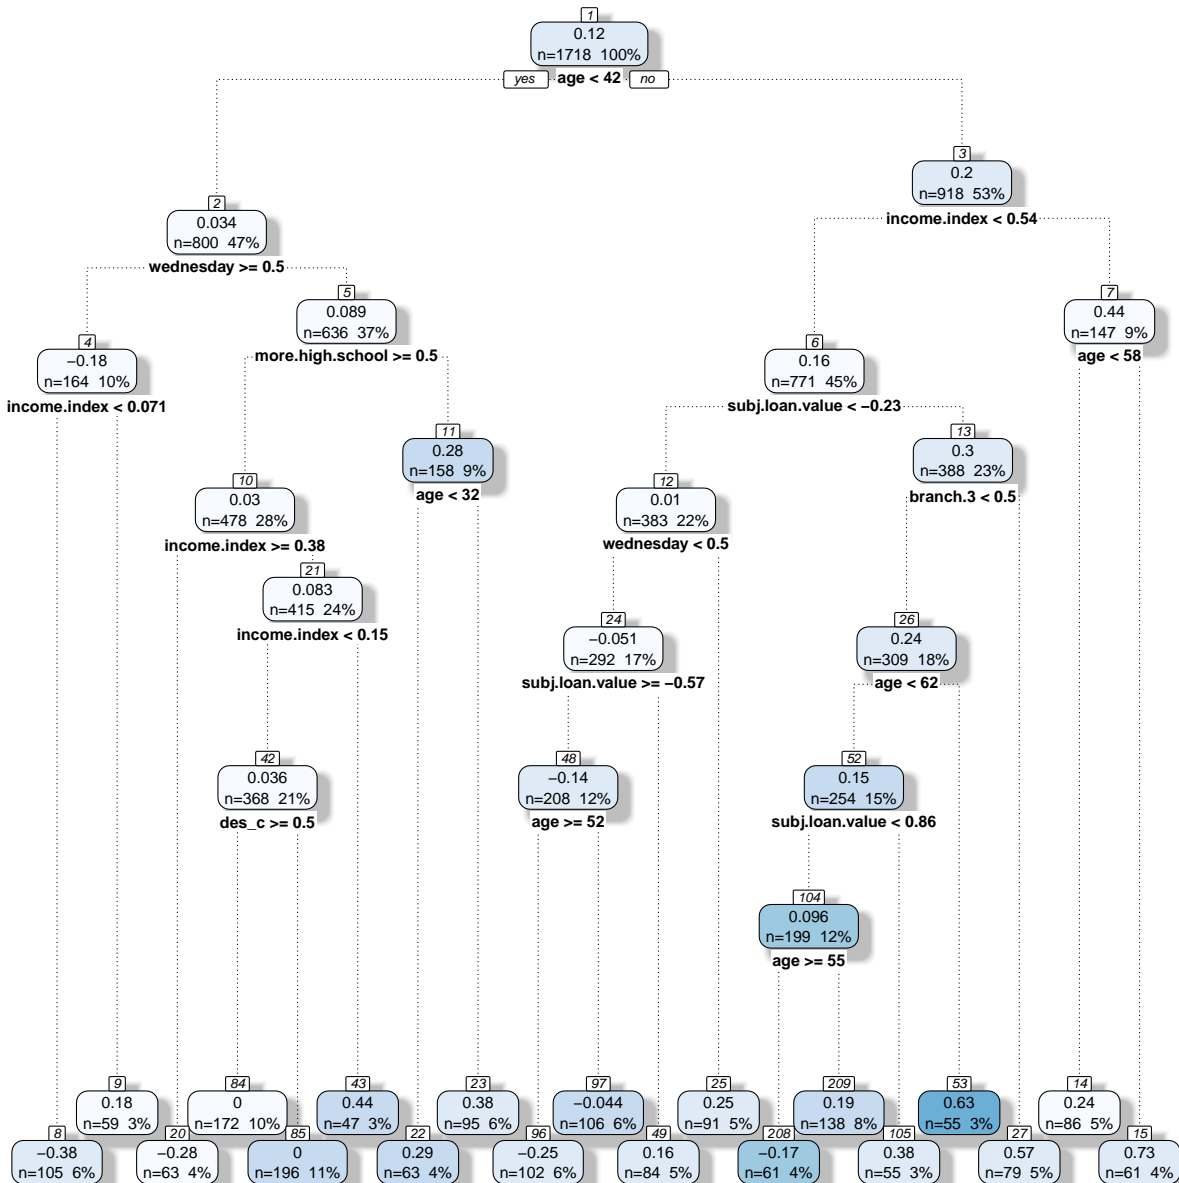 1
0.12
n=1718 100%
yes age < 42 no
3
0.2
n=918 53%
income.index < 0.54
2
0.034
n=800 47%
wednesday >= 0.5
5
0.089
n=636 37%
more.high.school >= 0.5
7
0.44
n=147 9%
age < 58
4
−0.18
n=164 10%
income.index < 0.071
6
0.16
n=771 45%
subj.loan.value < −0.23
11
0.28
n=158 9%
age < 32
13
0.3
n=388 23%
branch.3 < 0.5
10
0.03
n=478 28%
income.index >= 0.38
12
0.01
n=383 22%
wednesday < 0.5
21
0.083
n=415 24%
income.index < 0.15
24
−0.051
n=292 17%
subj.loan.value >= −0.57
26
0.24
n=309 18%
age < 62
42
0.036
n=368 21%
des_c >= 0.5
48
−0.14
n=208 12%
age >= 52
52
0.15
n=254 15%
subj.loan.value < 0.86
104
0.096
n=199 12%
age >= 55
8
−0.38
n=105 6%
9
0.18
n=59 3%
20
−0.28
n=63 4%
84
0
n=172 10%
85
0
n=196 11%
43
0.44
n=47 3%
22
0.29
n=63 4%
23
0.38
n=95 6%
96
−0.25
n=102 6%
97
−0.044
n=106 6%
49
0.16
n=84 5%
25
0.25
n=91 5%
208
−0.17
n=61 4%
209
0.19
n=138 8%
105
0.38
n=55 3%
53
0.63
n=55 3%
27
0.57
n=79 5%
14
0.24
n=86 5%
15
0.73
n=61 4%